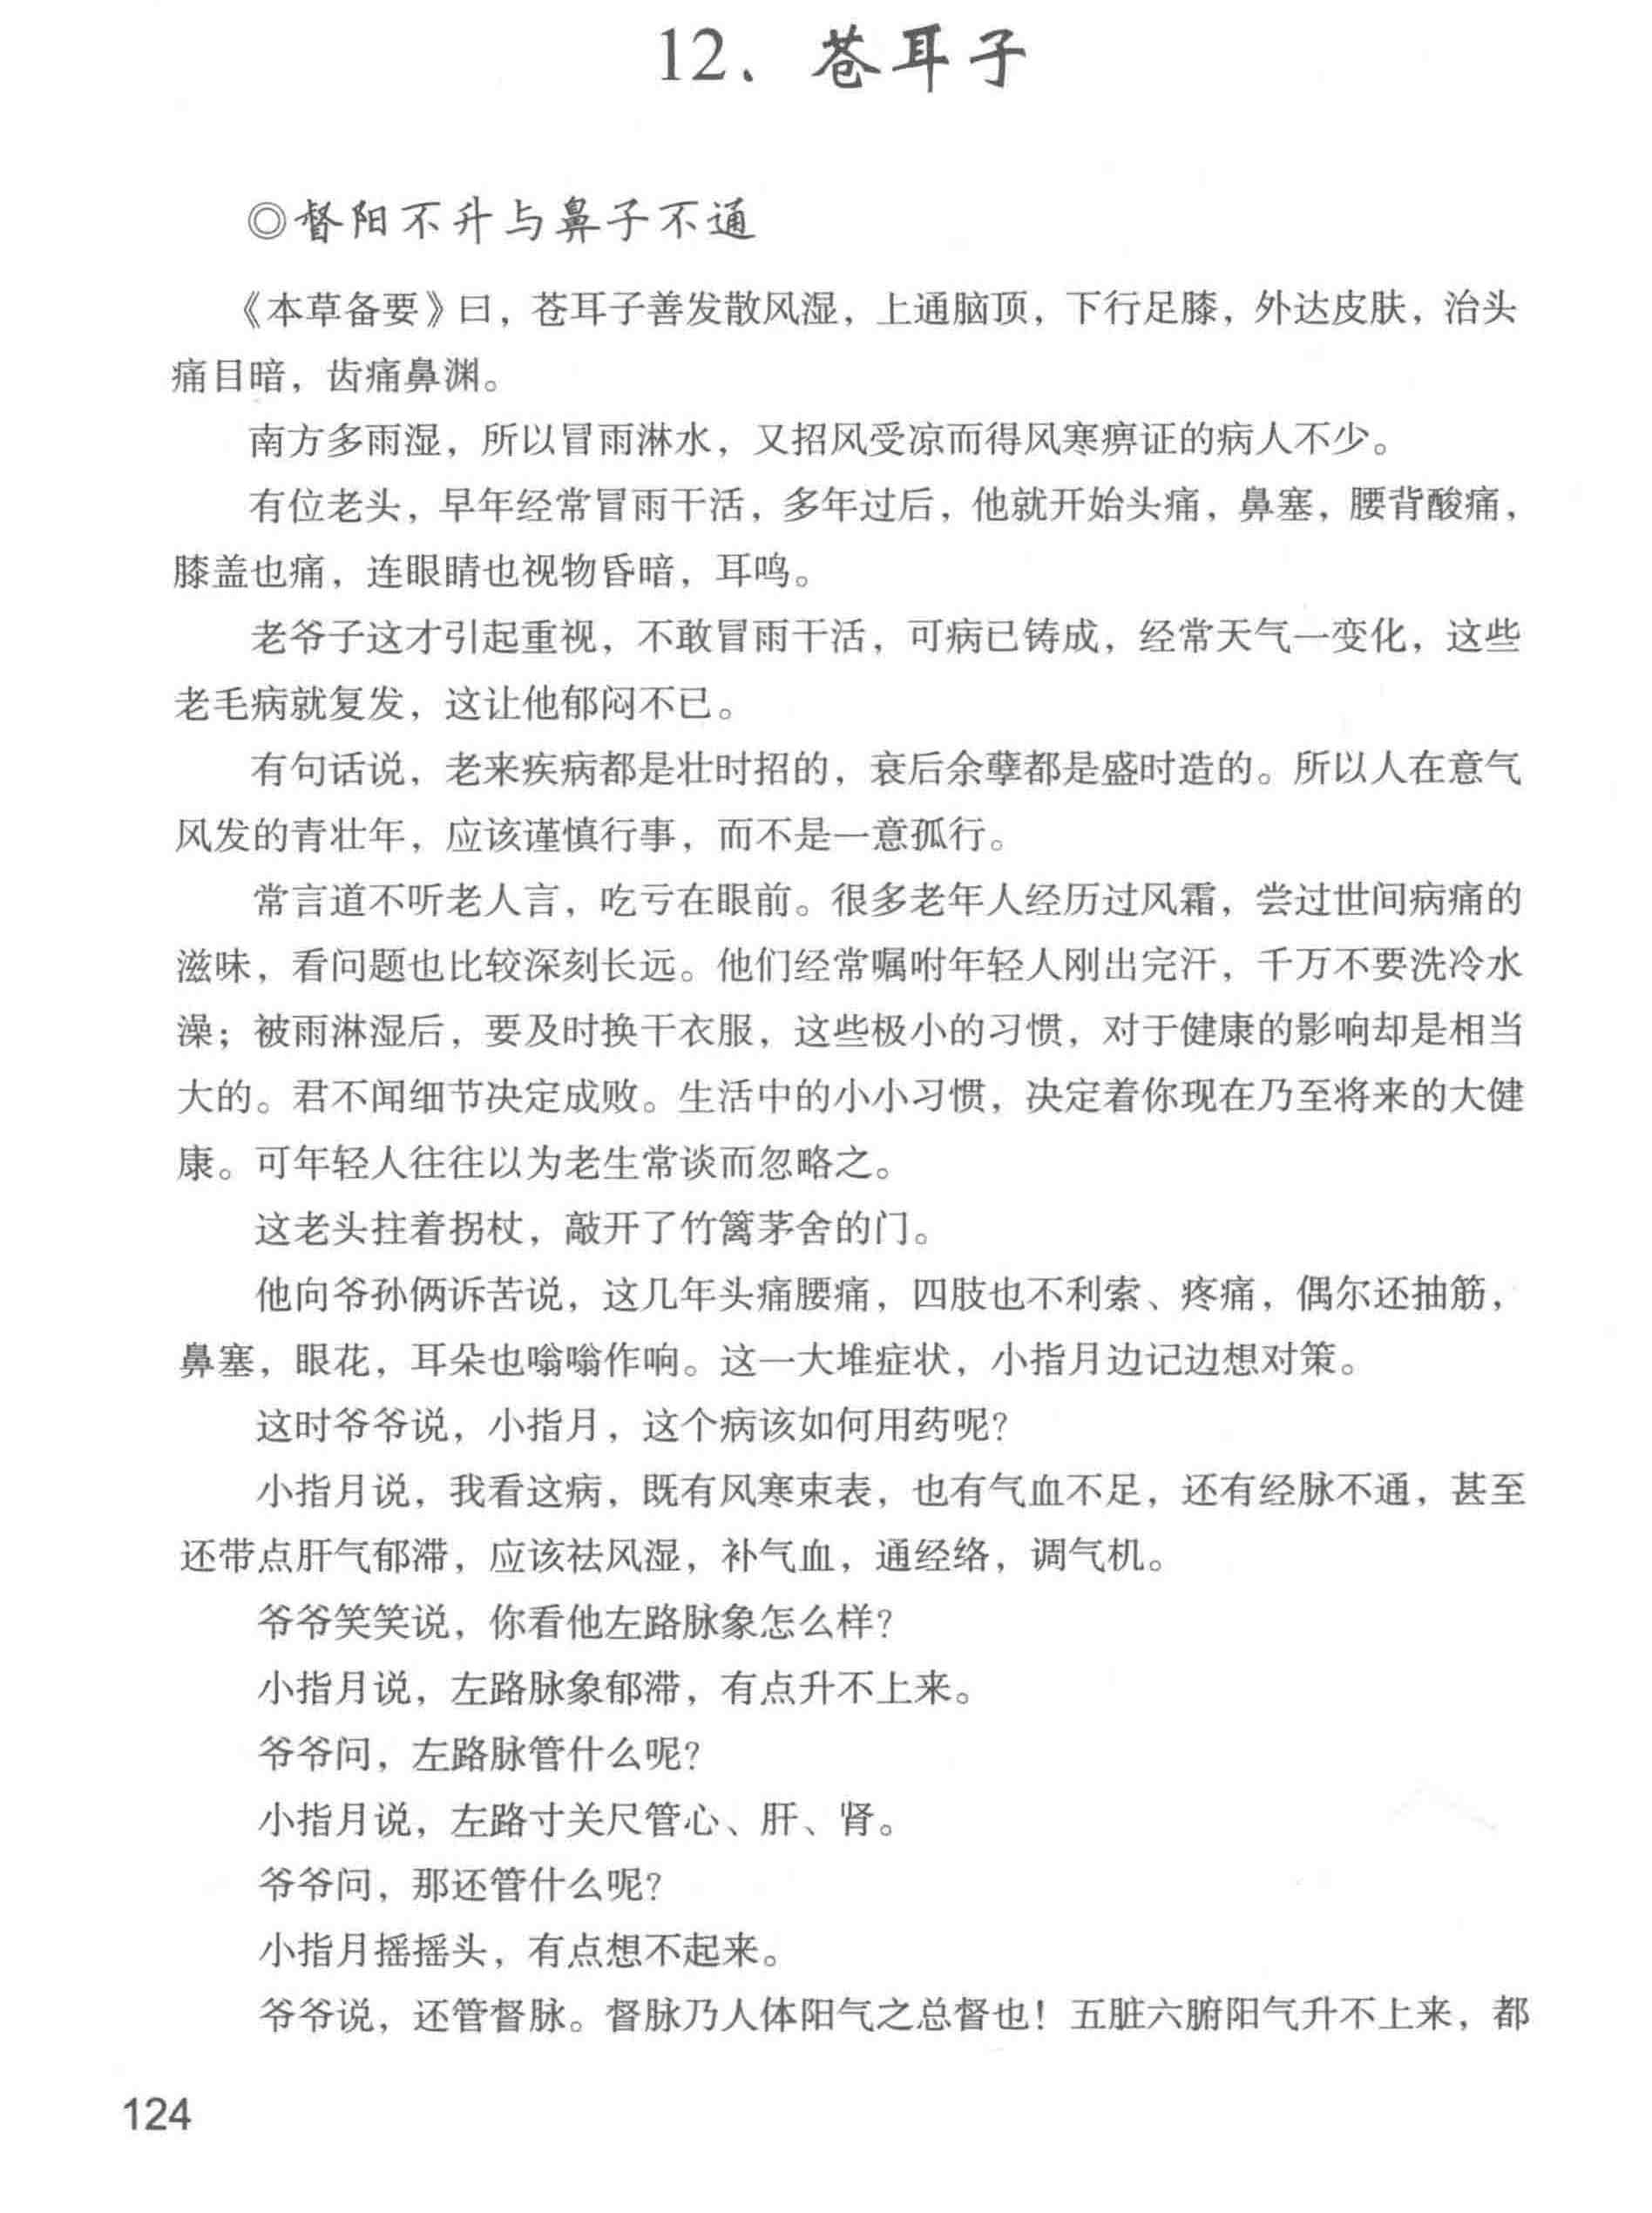 12、苍耳子
◎督阳不升与鼻子不通
《本草备要》曰，苍耳子善发散风湿，上通脑顶，下行足膝，外达皮肤，治头
痛目暗，齿痛鼻渊。
南方多雨湿，所以冒雨淋水，又招风受凉而得风寒痹证的病人不少。
有位老头，早年经常冒雨干活，多年过后，他就开始头痛，鼻塞，腰背酸痛，
膝盖也痛，连眼睛也视物昏暗，耳鸣。
老爷子这才引起重视，不敢冒雨干活，可病已铸成，经常天气一变化，这些
老毛病就复发，这让他郁闷不已。
有句话说，老来疾病都是壮时招的，衰后余孽都是盛时造的。所以人在意气
风发的青壮年，应该谨慎行事，而不是一意孤行。
常言道不听老人言，吃亏在眼前。很多老年人经历过风霜，尝过世间病痛的
滋味，看问题也比较深刻长远。他们经常嘱咐年轻人刚出完汗，千万不要洗冷水
澡；被雨淋湿后，要及时换干衣服，这些极小的习惯，对于健康的影响却是相当
大的。君不闻细节决定成败。生活中的小小习惯，决定着你现在乃至将来的大健
康。可年轻人往往以为老生常谈而忽略之。
这老头拄着拐杖，敲开了竹篱茅舍的门。
他向爷孙俩诉苦说，这几年头痛腰痛，四肢也不利索、疼痛，偶尔还抽筋，
鼻塞，眼花，耳朵也嗡嗡作响。这一大堆症状，小指月边记边想对策。
这时爷爷说，小指月，这个病该如何用药呢？
小指月说，我看这病，既有风寒束表，也有气血不足，还有经脉不通，甚至
还带点肝气郁滞，应该祛风湿，补气血，通经络，调气机。
爷爷笑笑说，你看他左路脉象怎么样？
小指月说，左路脉象郁滞，有点升不上来。
爷爷问，左路脉管什么呢？
小指月说，左路寸关尺管心、肝、肾。
爷爷问，那还管什么呢？
小指月摇摇头，有点想不起来。
爷爷说，还管督脉。督脉乃人体阳气之总督也！五脏六腑阳气升不上来，都
124